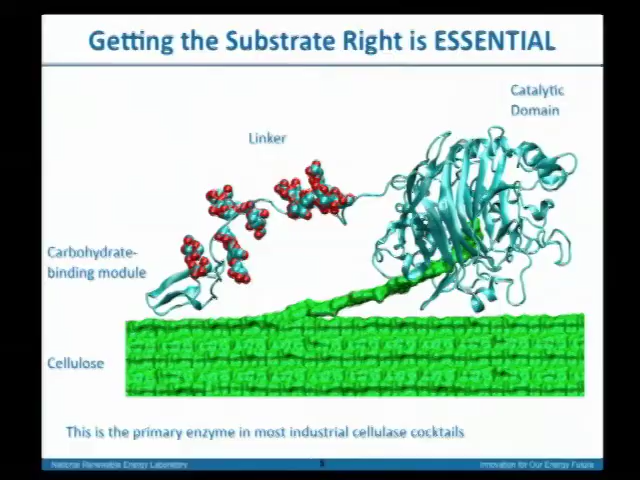 Getting the Substrate Right is ESSENTIAL
Catalytic
Domain
Linker
Carbohydrate-
binding module
Cellulose
This is the primary enzyme in most industrial cellulase cocktails
National Renewable Energy Laboratory
8
Innovation for Our Energy Future